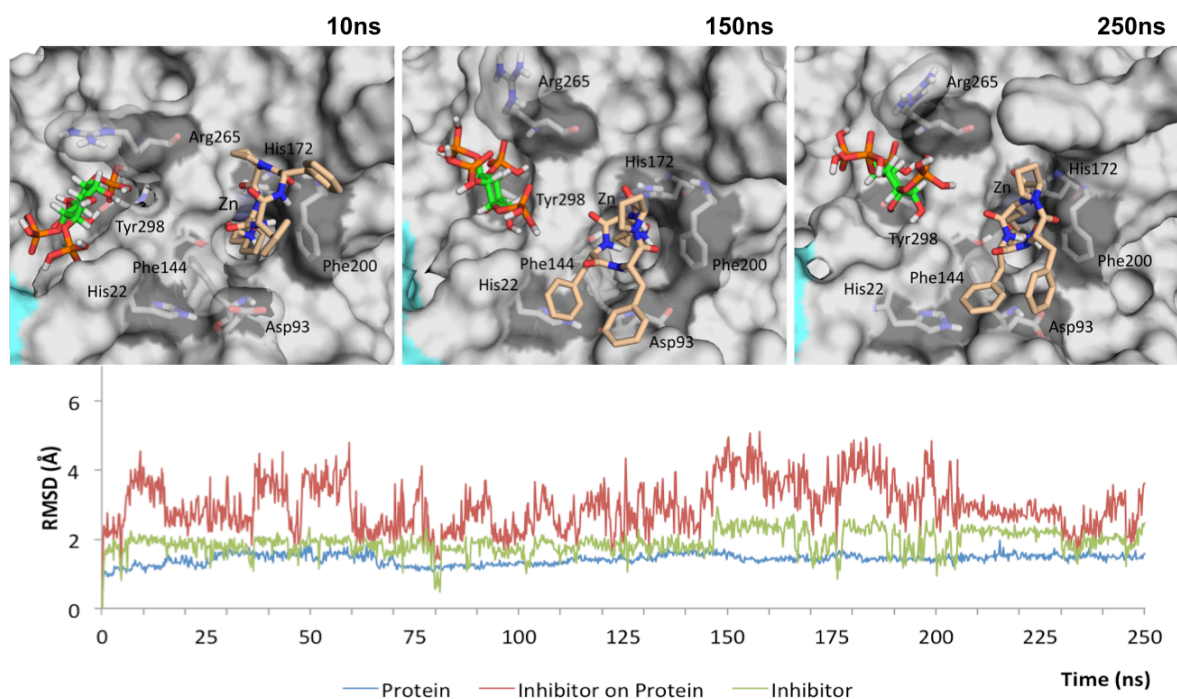 10ns
150ns
250ns
Arg265
His172
Zn
Tyr298
Phe144
Phe200
His22
Asp93
Arg265
His172
Tyr298
Zn
Phe144
Phe200
His22
Asp93
Arg265
His172
Zn
Tyr298
Phe144
Phe200
His22
Asp93
RMSD (Å)
6
4
2
0
0 25 50 75 100 125 150 175 200 225 250
Time (ns)
Protein Inhibitor on Protein Inhibitor